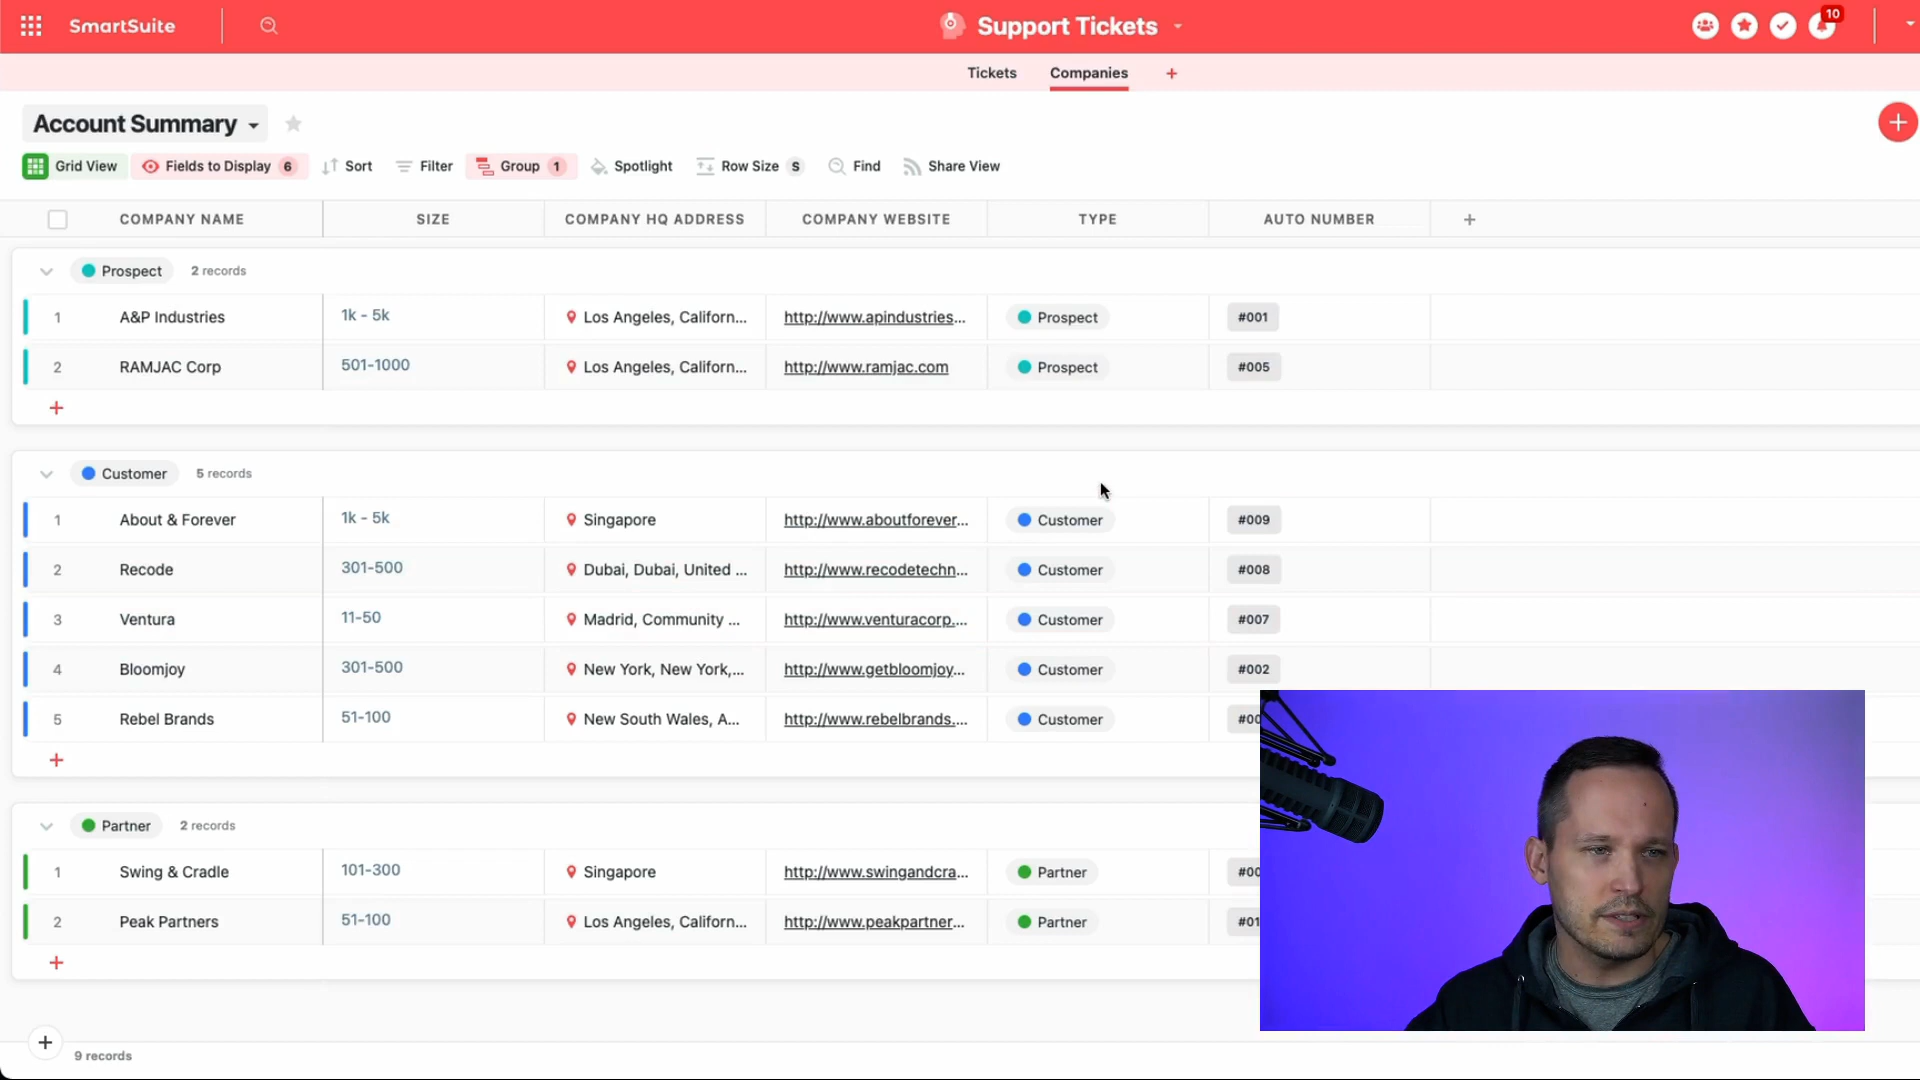 SmartSuite
Support Tickets
10
Tickets Companies +
Account Summary
Grid View Fields to Display 6 Sort Filter Group 1 Spotlight Row Size S Find Share View
COMPANY NAME SIZE COMPANY HQ ADDRESS COMPANY WEBSITE TYPE AUTO NUMBER +
Prospect 2 records
1 A&P Industries 1k - 5k Los Angeles, Californ... http://www.apindustries... Prospect #001
2 RAMJAC Corp 501-1000 Los Angeles, Californ... http://www.ramjac.com Prospect #005
+
Customer 5 records
1 About & Forever 1k - 5k Singapore http://www.aboutforever... Customer #009
2 Recode 301-500 Dubai, Dubai, United ... http://www.recodetechn... Customer #008
3 Ventura 11-50 Madrid, Community ... http://www.venturacorp.... Customer #007
4 Bloomjoy 301-500 New York, New York,... http://www.getbloomjoy... Customer #002
5 Rebel Brands 51-100 New South Wales, A... http://www.rebelbrands.... Customer #00
+
Partner 2 records
1 Swing & Cradle 101-300 Singapore http://www.swingandcra... Partner #00
2 Peak Partners 51-100 Los Angeles, Californ... http://www.peakpartner... Partner #01
+
+ 9 records